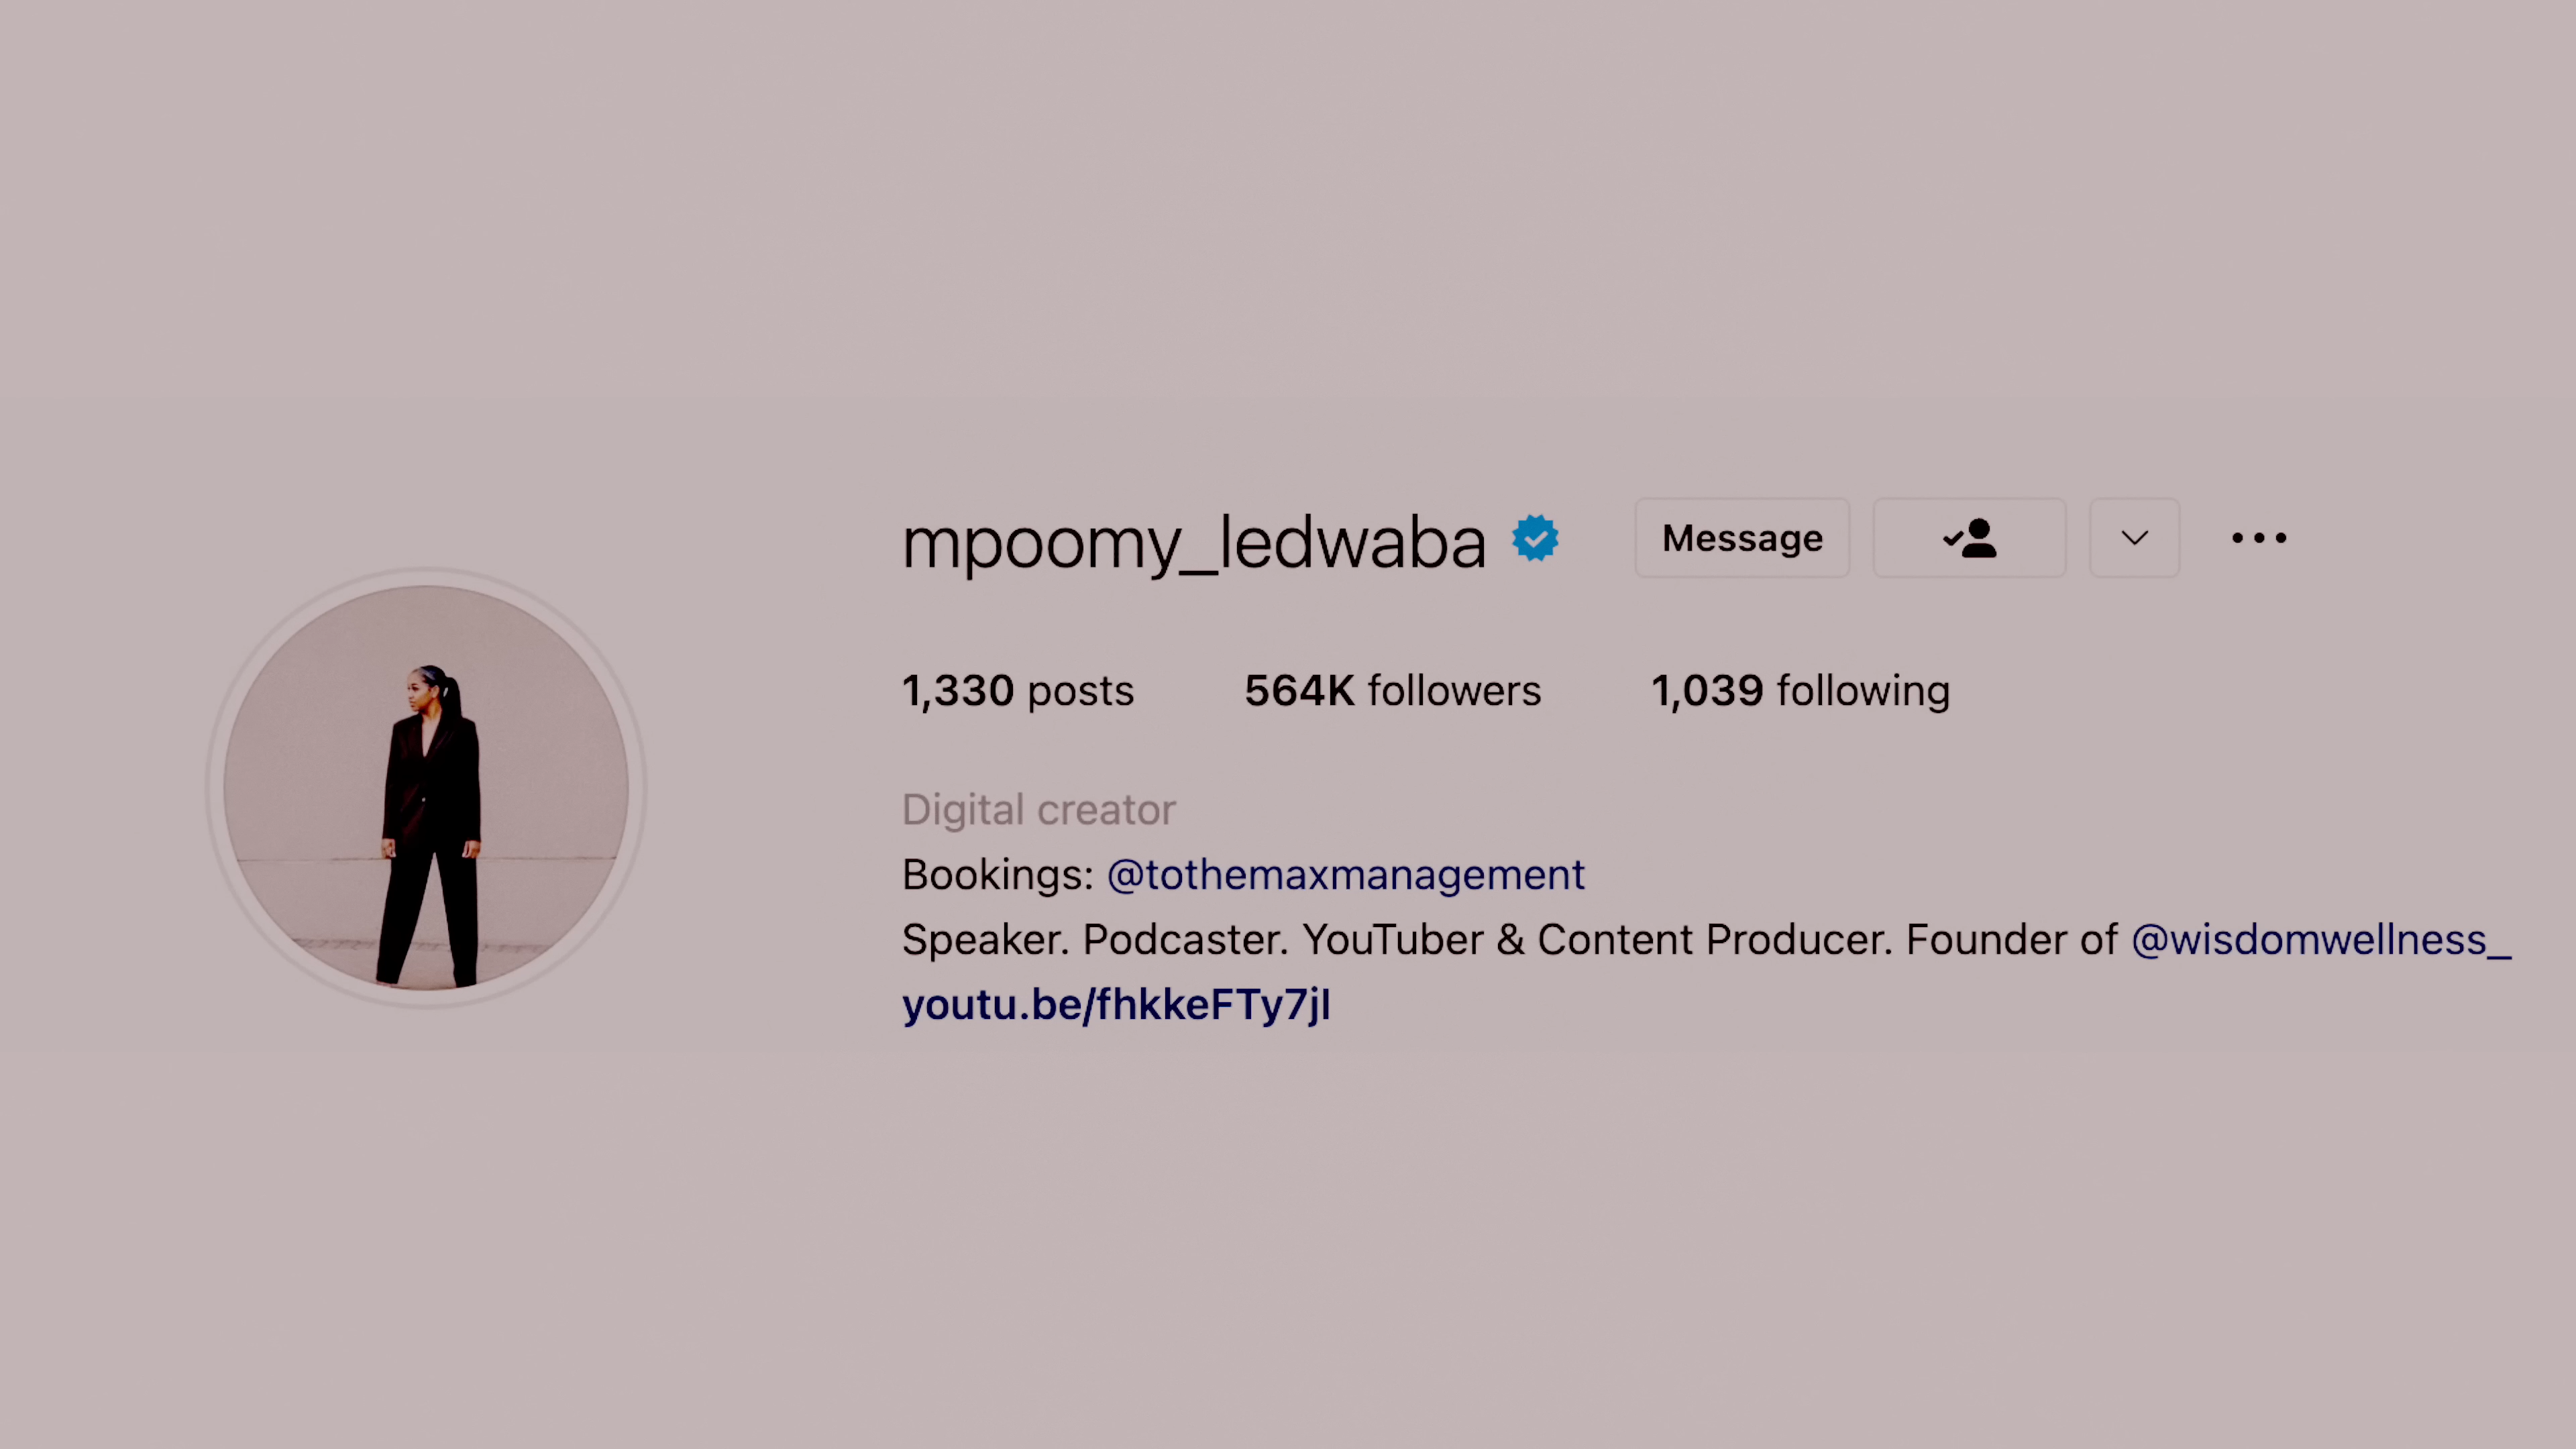 mpoomy_ledwaba Message
1,330 posts 564K followers 1,039 following
Digital creator
Bookings: @tothemaxmanagement
Speaker. Podcaster. YouTuber & Content Producer. Founder of @wisdomwellness_
youtu.be/fhkkeFTy7jI